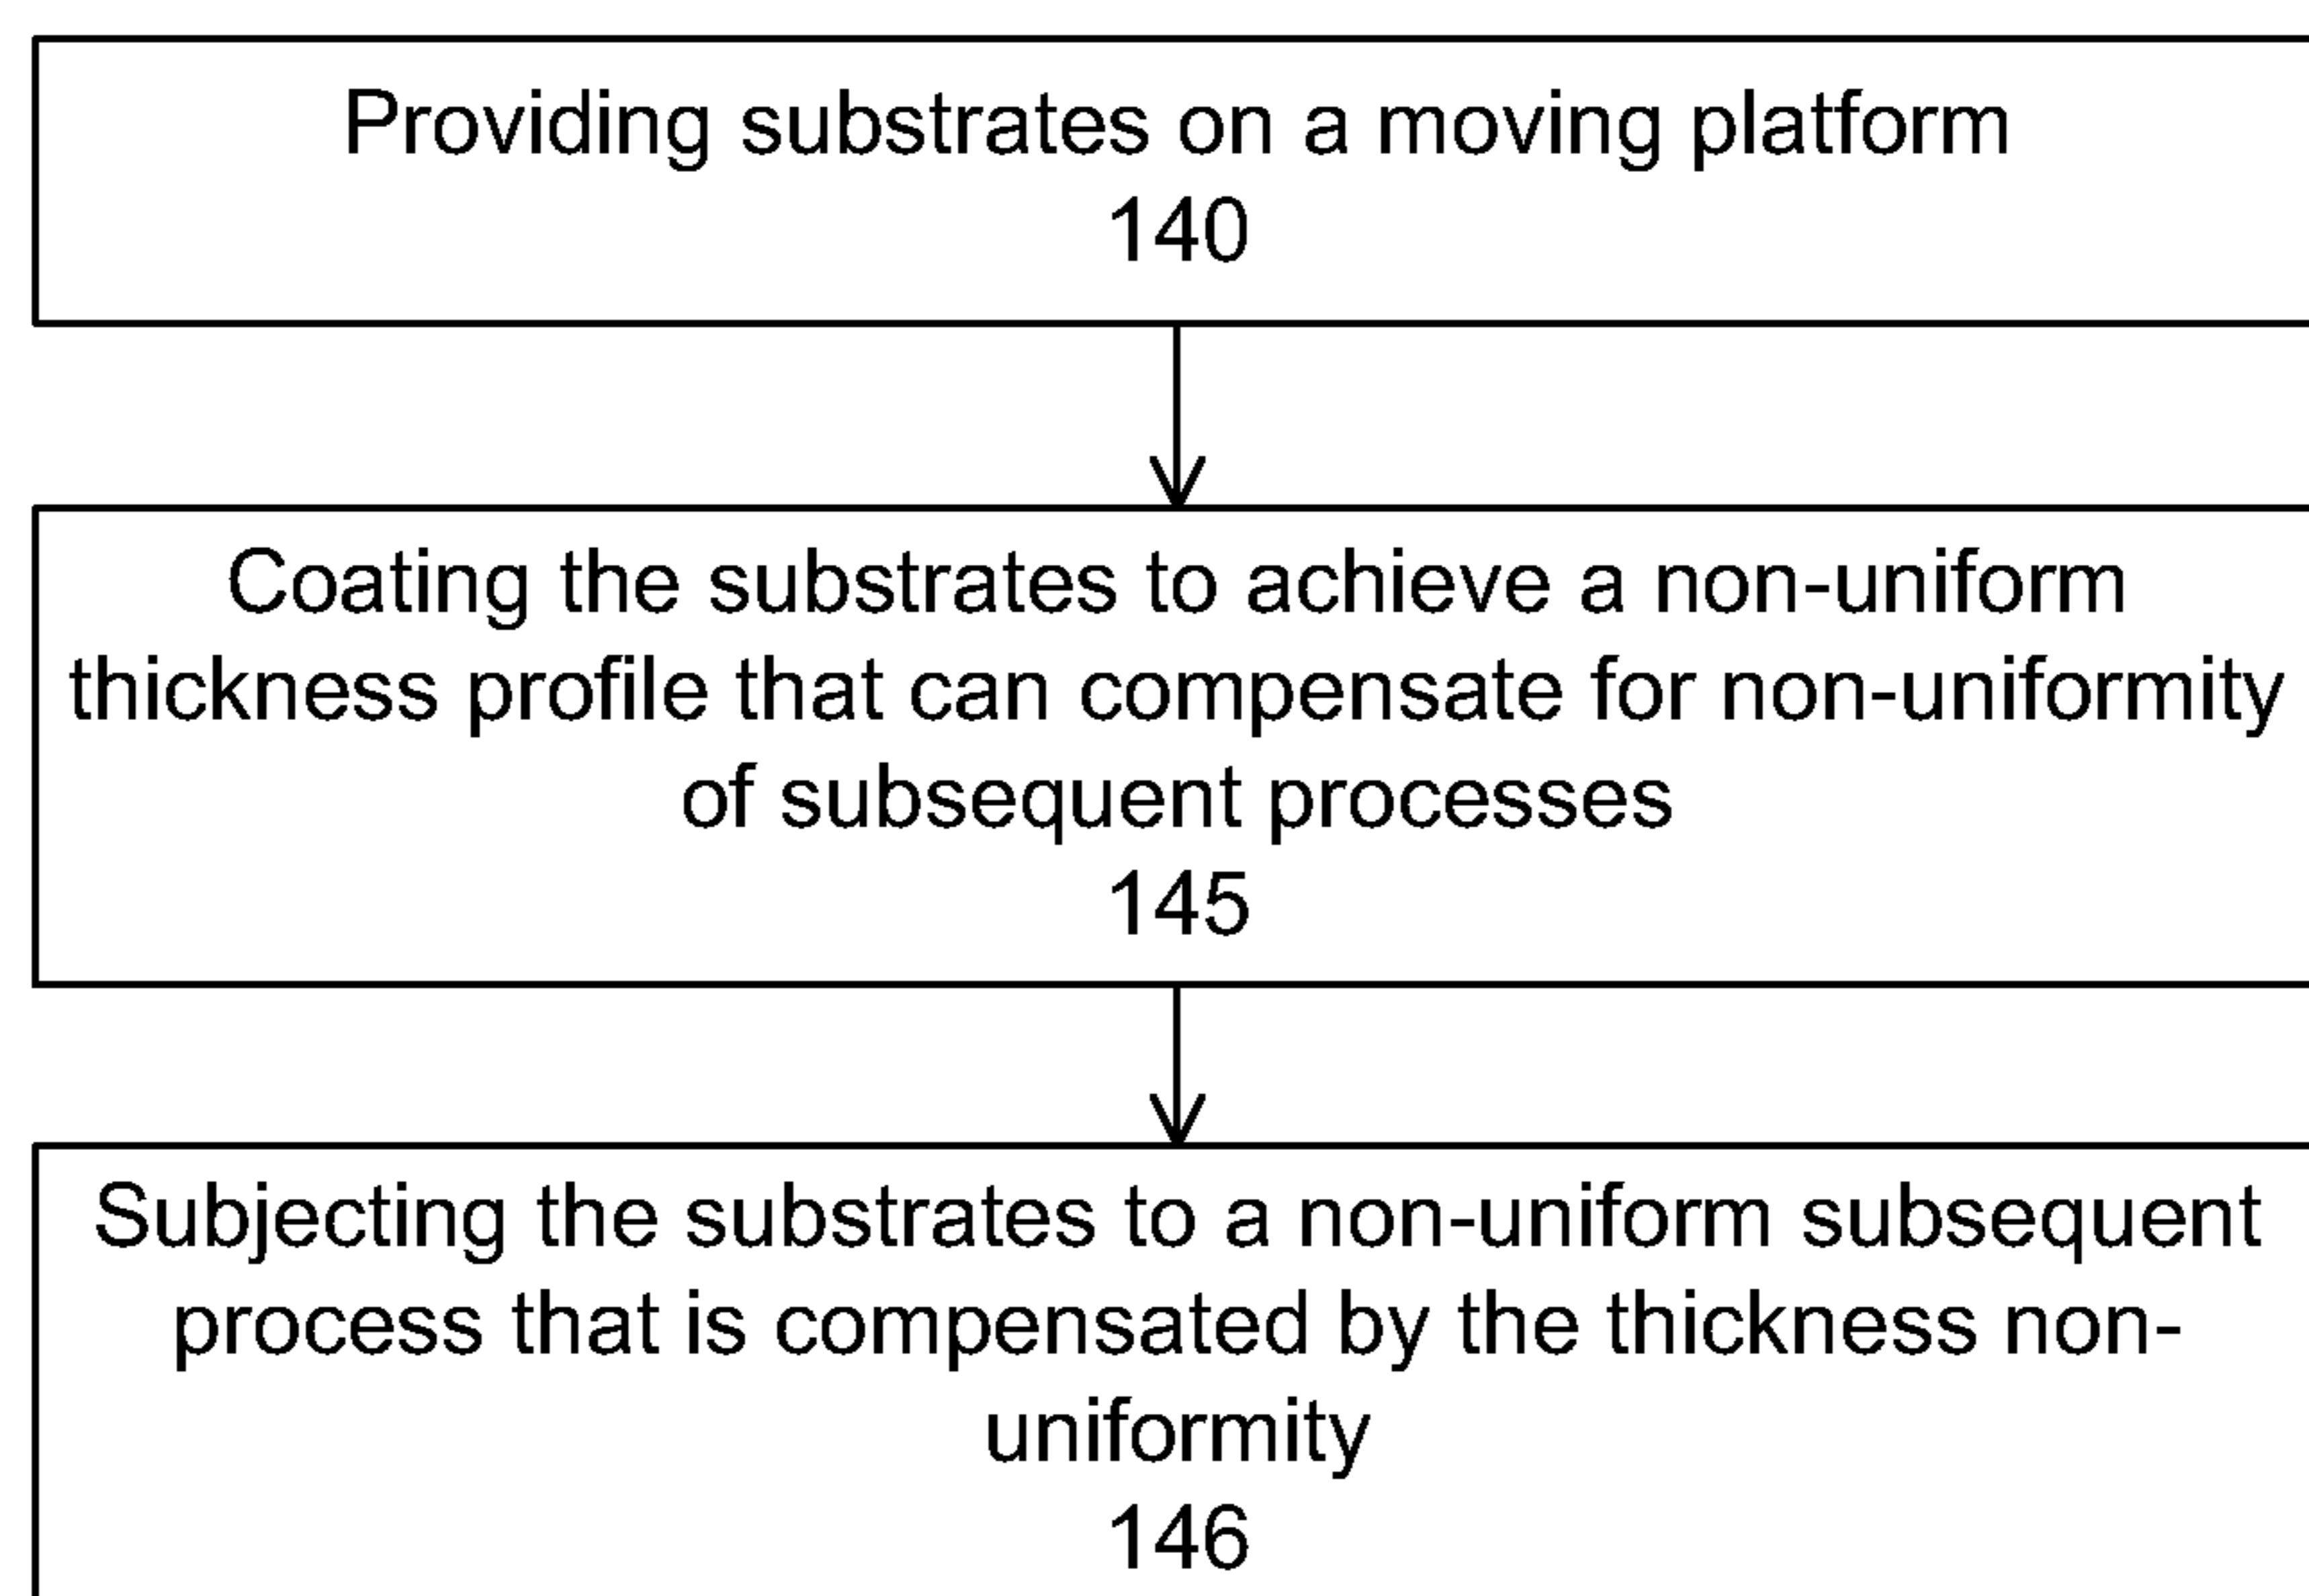 Providing substrates on a moving platform
140
Coating the substrates to achieve a non-uniform
thickness profile that can compensate for non-uniformity
of subsequent processes
145
Subjecting the substrates to a non-uniform subsequent
process that is compensated by the thickness non-
uniformity
146